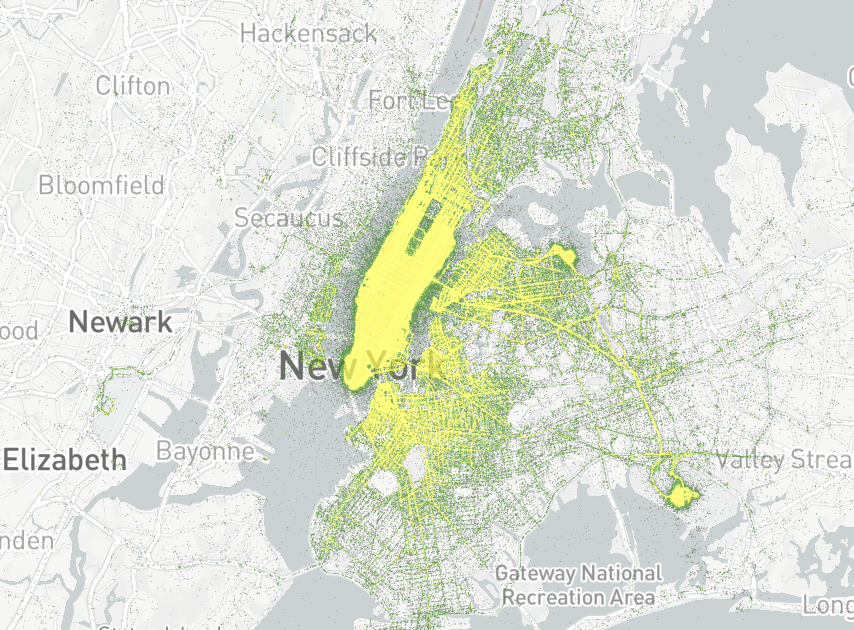 Hackensack
Clifton
Fort Le
Cliffside P
Bloomfield
Secaucus
Newark
ood
New York
Elizabeth
Bayonne
Valley Strea
nden
Gateway National
Recreation Area
Long